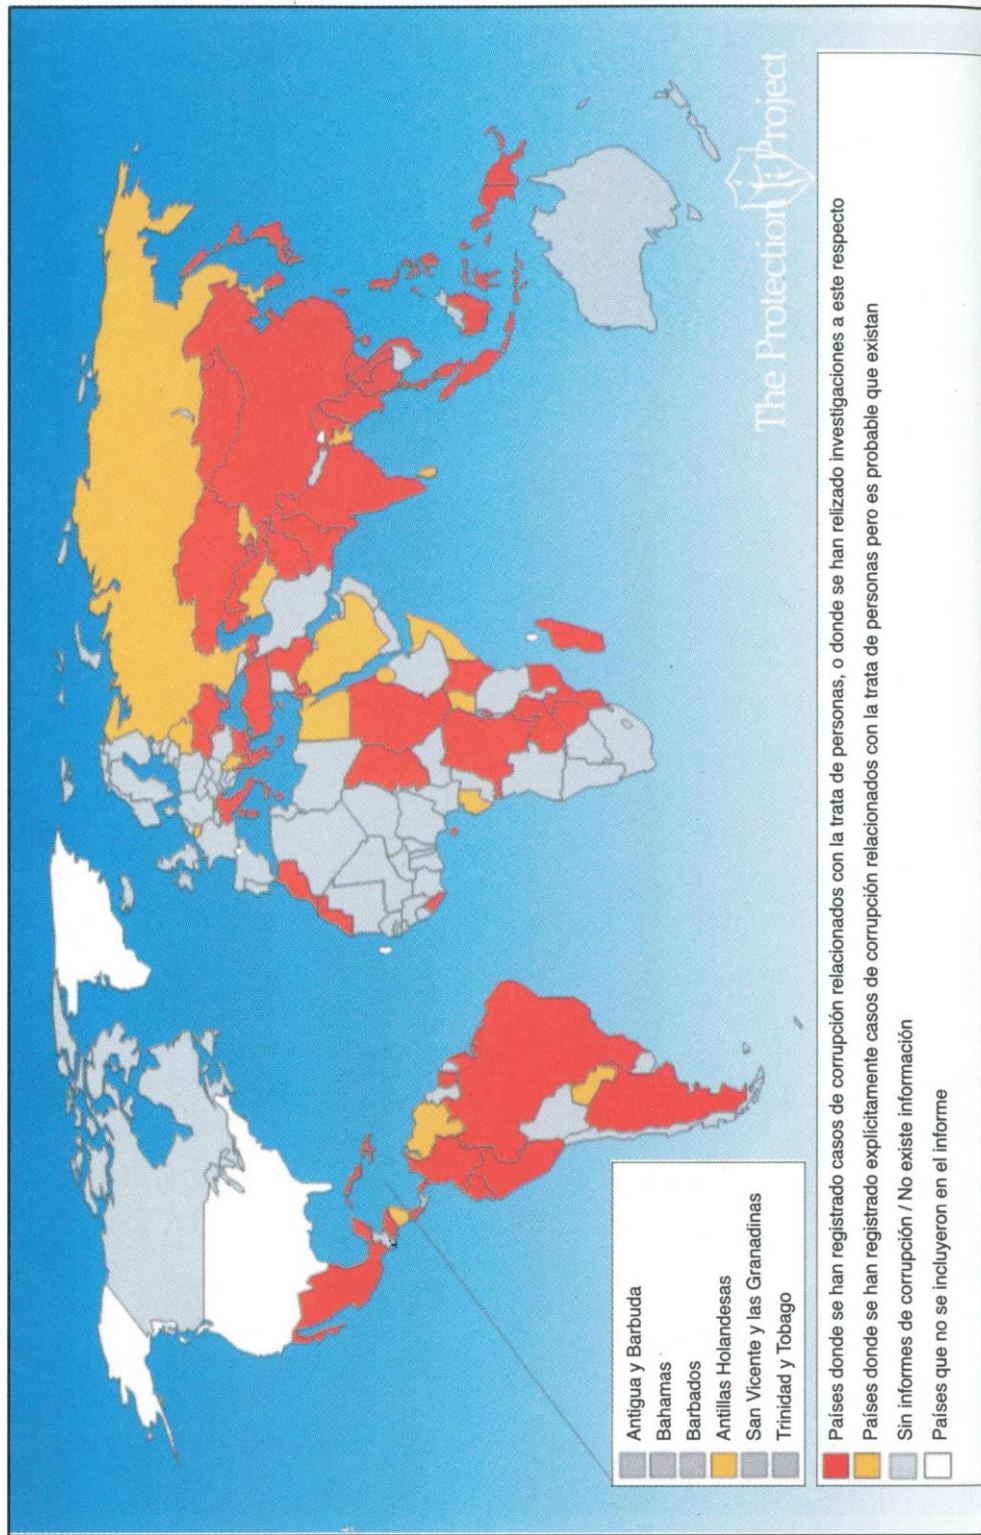 The Protection Project
Antigua y Barbuda
Bahamas
Barbados
Antillas Holandesas
San Vicente y las Granadinas
Trinidad y Tobago
Países donde se han registrado casos de corrupción relacionados con la trata de personas, o donde se han relizado investigaciones a este respecto
Países donde se han registrado explícitamente casos de corrupción relacionados con la trata de personas pero es probable que existan
Sin informes de corrupción / No existe información
Países que no se incluyeron en el informe